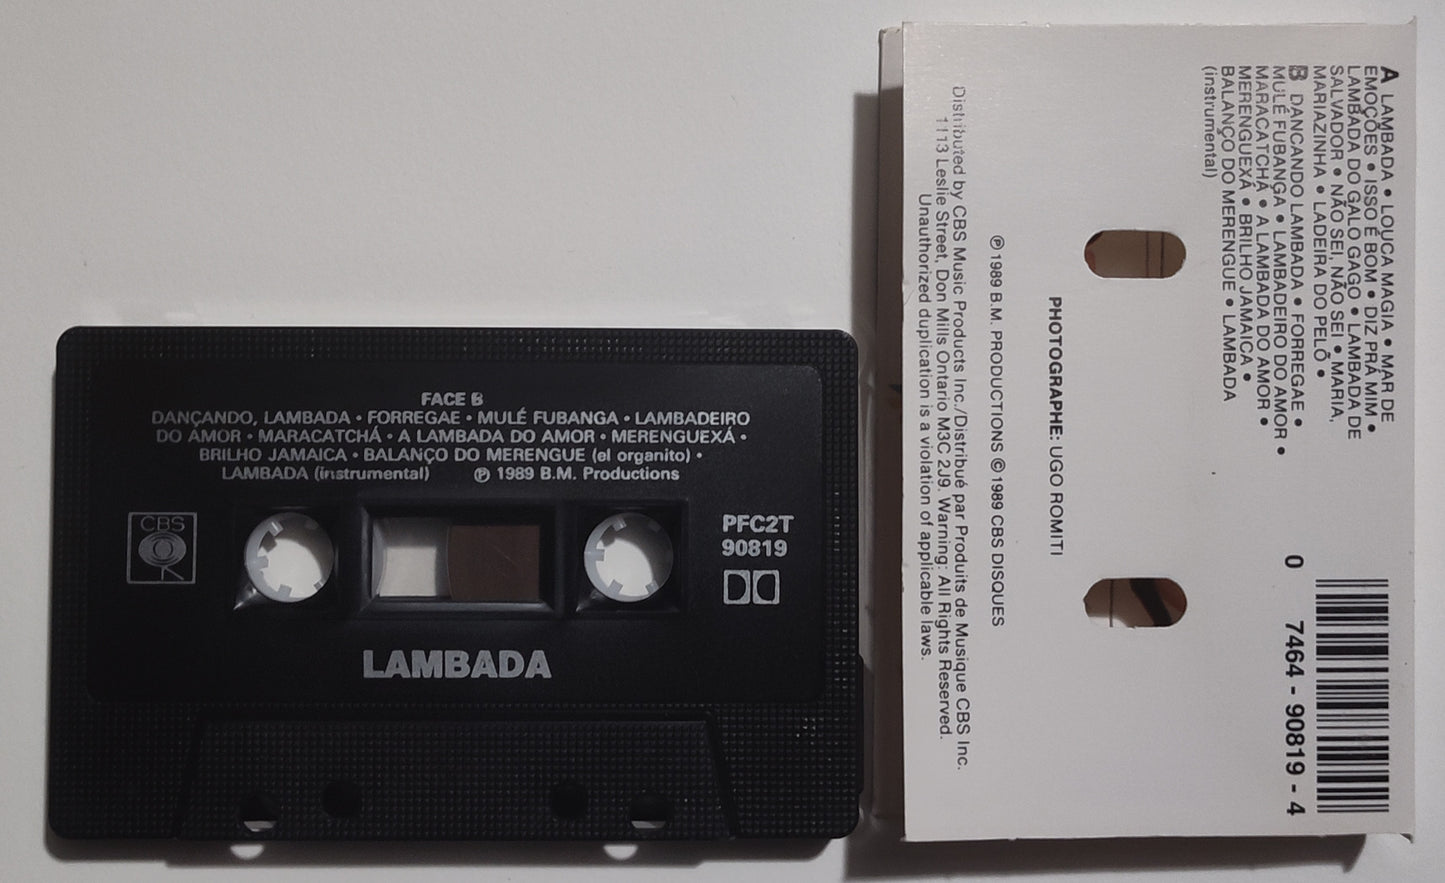 FACE B
DANÇANDO, LAMBADA • FORREGAE • MULÉ FUBANGA • LAMBADEIRO
DO AMOR • MARACATCHÁ • A LAMBADA DO AMOR • MERENGUEXÁ •
BRILHO JAMAICA • BALANÇO DO MERENGUE (el organito) •
LAMBADA (instrumental) ℗ 1989 B.M. Productions
CBS
PFC2T
90819
LAMBADA
A LAMBADA • LOUCA MAGIA • MAR DE
EMOÇÕES • ISSO É BOM • DIZ PRÁ MIM •
LAMBADA DO GALO GAGO • LAMBADA DE
SALVADOR • NÃO SEI, NÃO SEI • MARIA,
MARIAZINHA • LADEIRA DO PELÔ •
B DANCANDO LAMBADA • FORREGAE •
MULÉ FUBANGA • LAMBADEIRO DO AMOR •
MARACATCHÁ • A LAMBADA DO AMOR •
MERENGUEXÁ • BRILHO JAMAICA •
BALANÇO DO MERENGUE • LAMBADA
(instrumental)
0 7464 - 90819 - 4
PHOTOGRAPHE: UGO ROMITI
℗ 1989 B.M. PRODUCTIONS © 1989 CBS DISQUES
Distributed by CBS Music Products Inc./Distribué par Produits de Musique CBS Inc.
1113 Leslie Street, Don Mills Ontario M3C 2J9. Warning: All Rights Reserved.
Unauthorized duplication is a violation of applicable laws.